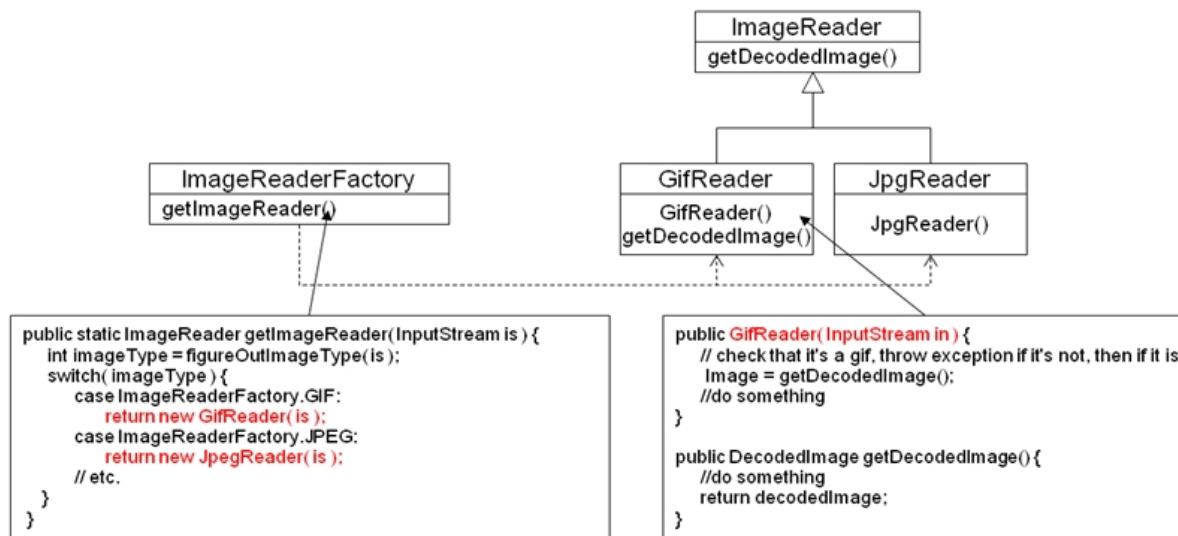 ImageReader
getDecodedImage()
ImageReaderFactory
getImageReader()
GifReader
GifReader()
getDecodedImage()
JpgReader
JpgReader()
public static ImageReader getImageReader( InputStream is ) {
int imageType = figureOutImageType( is );
switch( imageType ) {
case ImageReaderFactory.GIF:
return new GifReader( is );
case ImageReaderFactory.JPEG:
return new JpegReader( is );
// etc.
}
}
public GifReader( InputStream in ) {
// check that it's a gif, throw exception if it's not, then if it is
Image = getDecodedImage();
//do something
}
public DecodedImage getDecodedImage() {
//do something
return decodedImage;
}